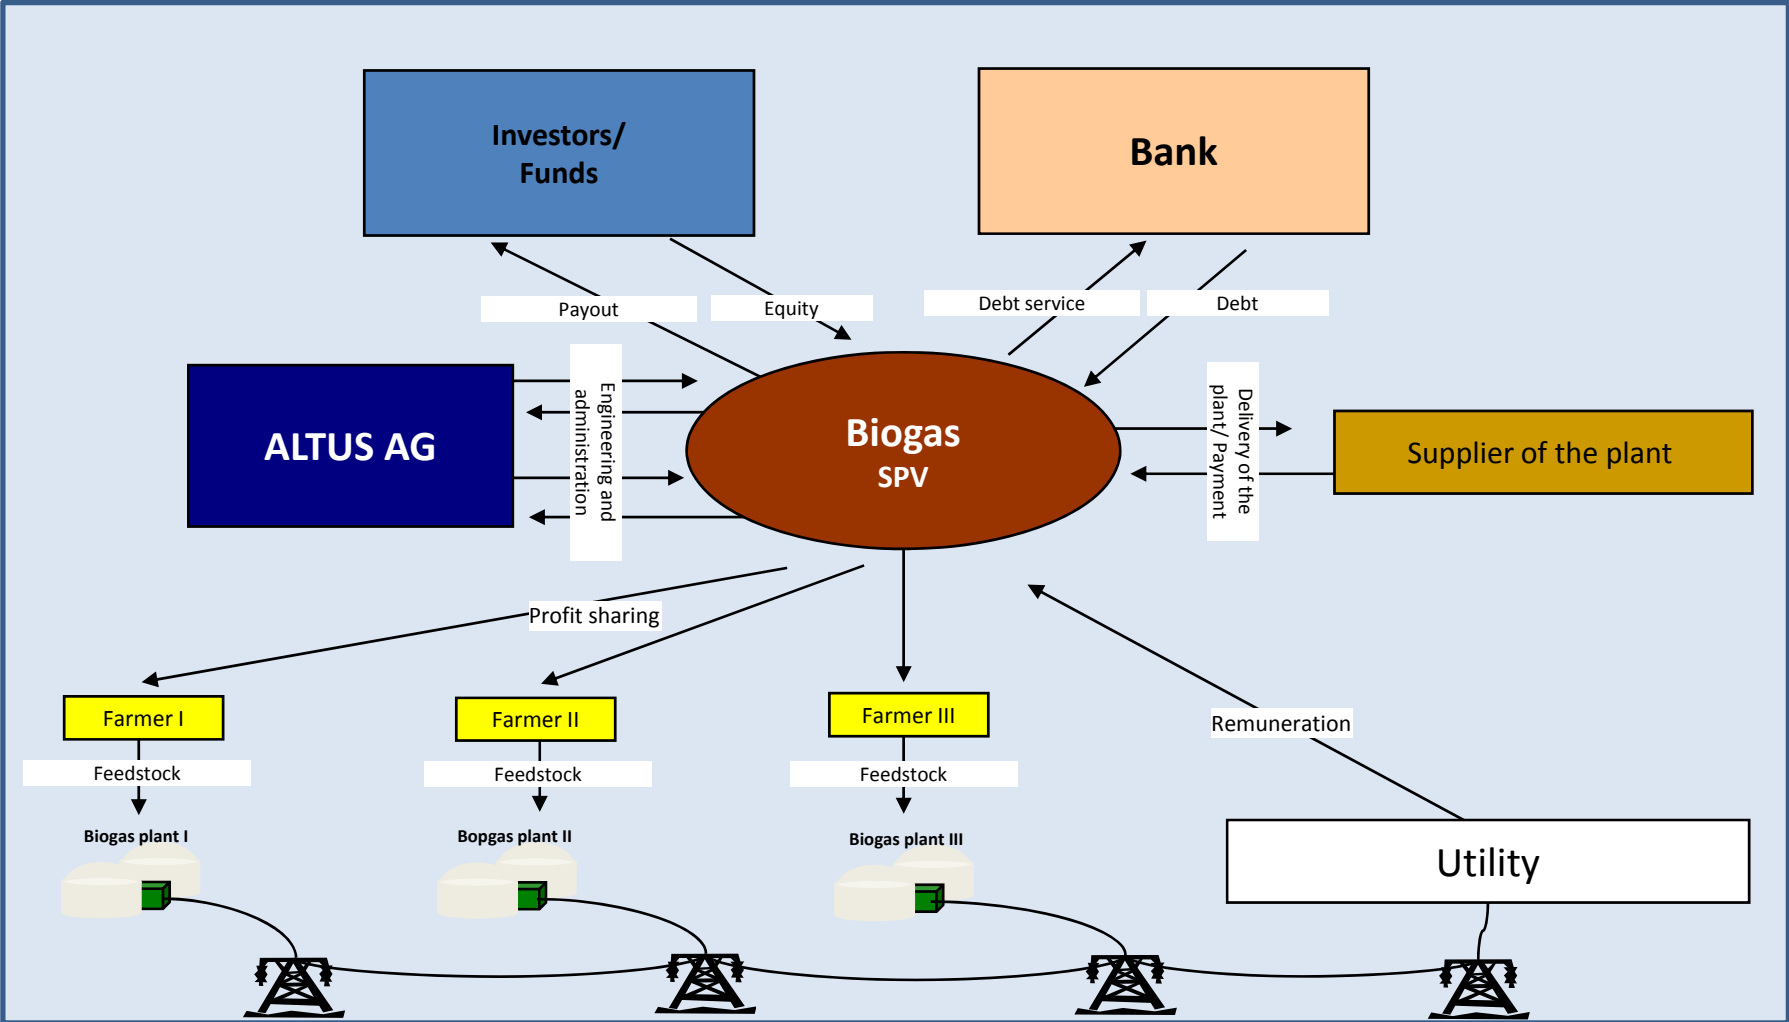 Investors/
Funds
Bank
Payout
Equity
Debt service
Debt
ALTUS AG
Engineering and
administration
Biogas
SPV
Delivery of the
plant/ Payment
Supplier of the plant
Profit sharing
Farmer I
Farmer II
Farmer III
Remuneration
Feedstock
Feedstock
Feedstock
Biogas plant I
Bopgas plant II
Biogas plant III
Utility